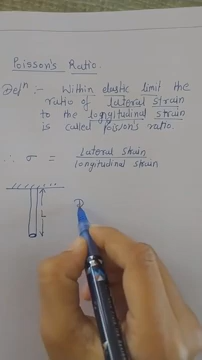 Poisson's Ratio.
Defⁿ :- Within elastic limit the
ratio of lateral strain
to the longitudinal strain
is called poision's ratio.
∴ σ = lateral strain
longitudinal strain
L
D